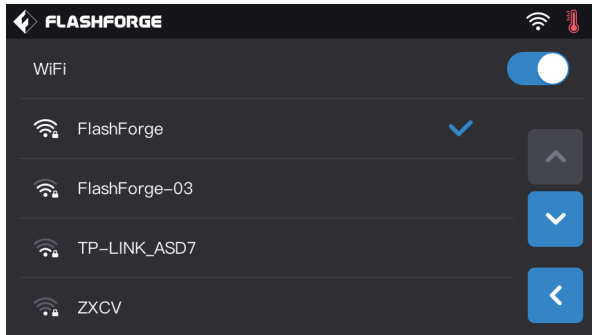 FLASHFORGE
WiFi
FlashForge
FlashForge-03
TP-LINK_ASD7
ZXCV